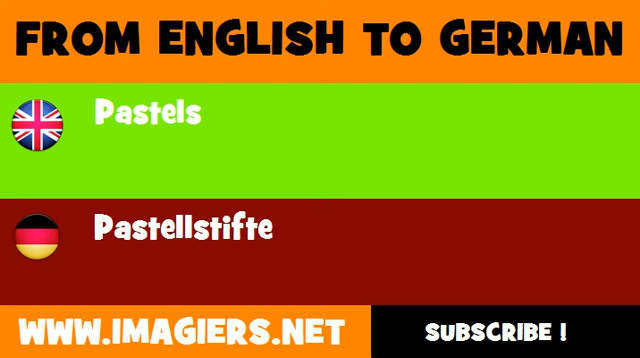 FROM ENGLISH TO GERMAN
Pastels
Pastellstifte
WWW.IMAGIERS.NET
SUBSCRIBE !